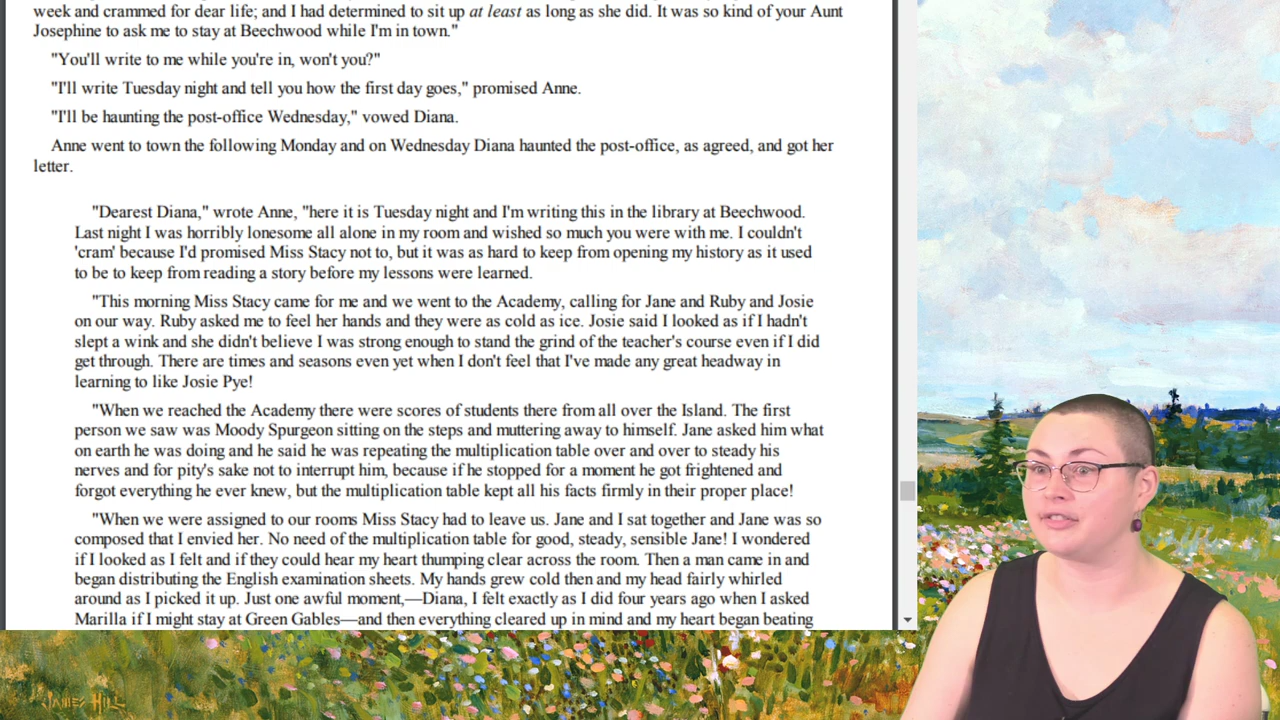 week and crammed for dear life; and I had determined to sit up at least as long as she did. It was so kind of your Aunt
Josephine to ask me to stay at Beechwood while I'm in town."
"You'll write to me while you're in, won't you?"
"I'll write Tuesday night and tell you how the first day goes," promised Anne.
"I'll be haunting the post-office Wednesday," vowed Diana.
Anne went to town the following Monday and on Wednesday Diana haunted the post-office, as agreed, and got her
letter.
"Dearest Diana," wrote Anne, "here it is Tuesday night and I'm writing this in the library at Beechwood.
Last night I was horribly lonesome all alone in my room and wished so much you were with me. I couldn't
'cram' because I'd promised Miss Stacy not to, but it was as hard to keep from opening my history as it used
to be to keep from reading a story before my lessons were learned.
"This morning Miss Stacy came for me and we went to the Academy, calling for Jane and Ruby and Josie
on our way. Ruby asked me to feel her hands and they were as cold as ice. Josie said I looked as if I hadn't
slept a wink and she didn't believe I was strong enough to stand the grind of the teacher's course even if I did
get through. There are times and seasons even yet when I don't feel that I've made any great headway in
learning to like Josie Pye!
"When we reached the Academy there were scores of students there from all over the Island. The first
person we saw was Moody Spurgeon sitting on the steps and muttering away to himself. Jane asked him what
on earth he was doing and he said he was repeating the multiplication table over and over to steady his
nerves and for pity's sake not to interrupt him, because if he stopped for a moment he got frightened and
forgot everything he ever knew, but the multiplication table kept all his facts firmly in their proper place!
"When we were assigned to our rooms Miss Stacy had to leave us. Jane and I sat together and Jane was so
composed that I envied her. No need of the multiplication table for good, steady, sensible Jane! I wondered
if I looked as I felt and if they could hear my heart thumping clear across the room. Then a man came in and
began distributing the English examination sheets. My hands grew cold then and my head fairly whirled
around as I picked it up. Just one awful moment,—Diana, I felt exactly as I did four years ago when I asked
Marilla if I might stay at Green Gables—and then everything cleared up in mind and my heart began beating
JAMES HILL